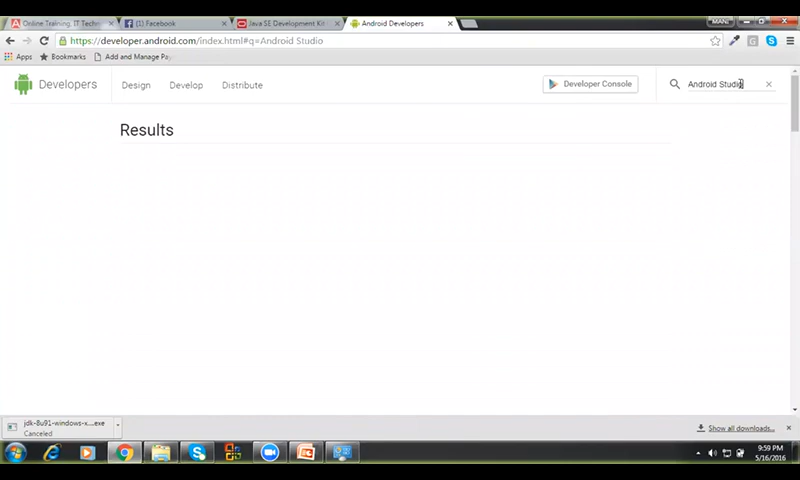 Online Training, IT Techn
(1) Facebook
Java SE Development Kit
Android Developers
MANI
https://developer.android.com/index.html#q=Android Studio
Apps
Bookmarks
Add and Manage Pay
Developers
Design
Develop
Distribute
Developer Console
Android Studio
Results
jdk-8u91-windows-x....exe
Canceled
Show all downloads...
9:59 PM
5/16/2016